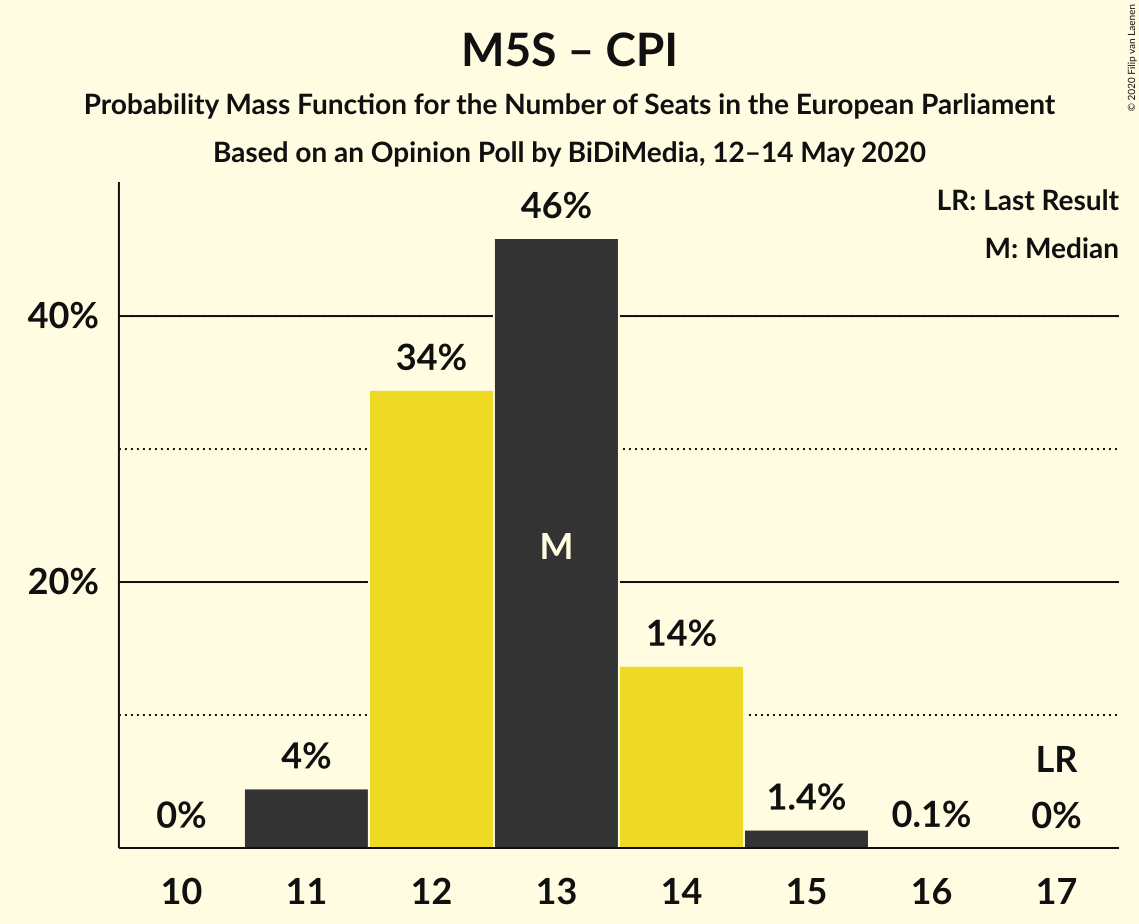 M5S – CPI
Probability Mass Function for the Number of Seats in the European Parliament
Based on an Opinion Poll by BiDiMedia, 12–14 May 2020
© 2020 Filip van Laenen
LR: Last Result
M: Median
46%
40%
34%
M
20%
14%
4%
LR
1.4%
0%
0.1%
0%
10 11 12 13 14 15 16 17